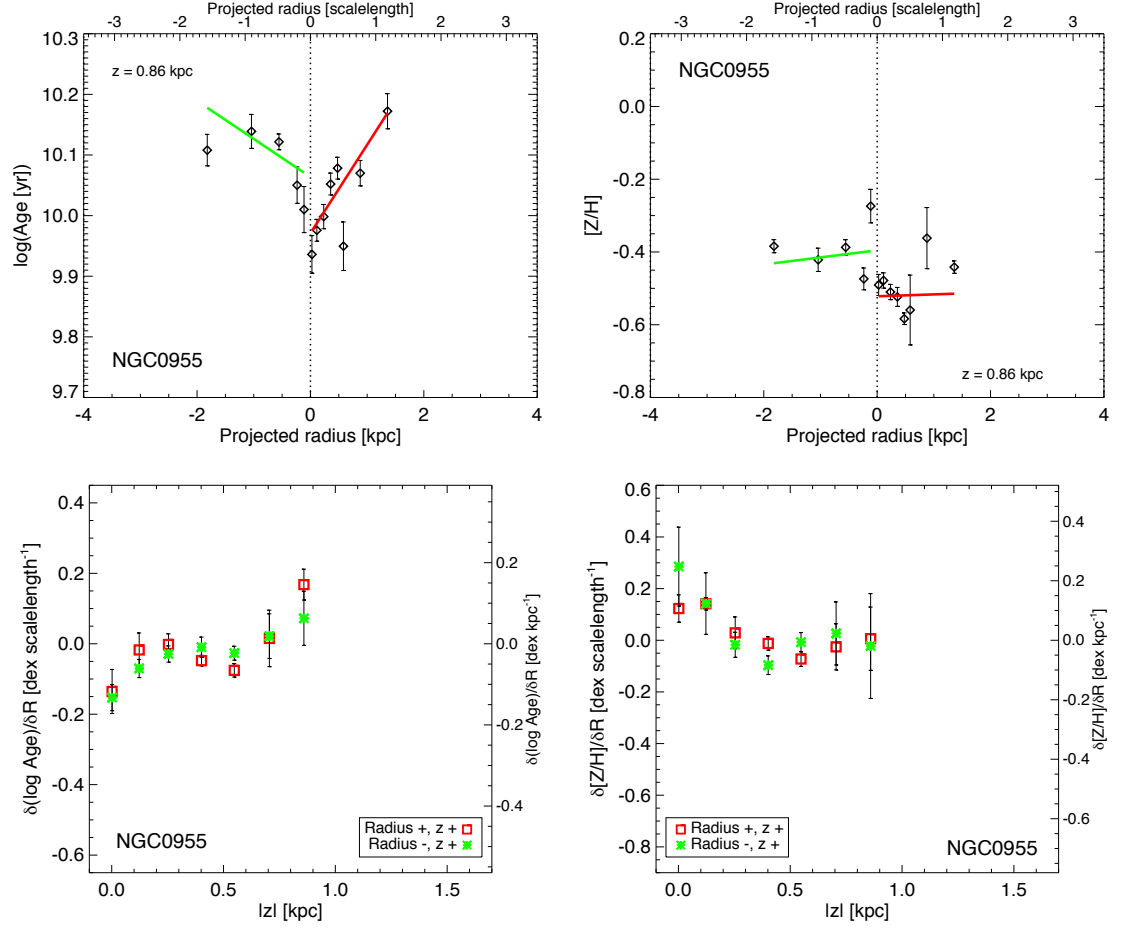 Projected radius [scalelength]
-3 -2 -1 0 1 2 3
10.3
10.2
10.1
10.0
9.9
9.8
9.7
log(Age [yr])
z = 0.86 kpc
NGC0955
-4 -2 0 2 4
Projected radius [kpc]
Projected radius [scalelength]
-3 -2 -1 0 1 2 3
0.2
0.0
-0.2
-0.4
-0.6
-0.8
[Z/H]
NGC0955
z = 0.86 kpc
-4 -2 0 2 4
Projected radius [kpc]
0.4
0.2
0.0
-0.2
-0.4
-0.6
δ(log Age)/δR [dex scalelength⁻¹]
0.2
0.0
-0.2
-0.4
δ(log Age)/δR [dex kpc⁻¹]
NGC0955
Radius +, z +
Radius -, z +
0.0 0.5 1.0 1.5
|z| [kpc]
0.6
0.4
0.2
0.0
-0.2
-0.4
-0.6
-0.8
δ[Z/H]/δR [dex scalelength⁻¹]
0.4
0.2
0.0
-0.2
-0.4
-0.6
δ[Z/H]/δR [dex kpc⁻¹]
Radius +, z +
Radius -, z +
NGC0955
0.0 0.5 1.0 1.5
|z| [kpc]